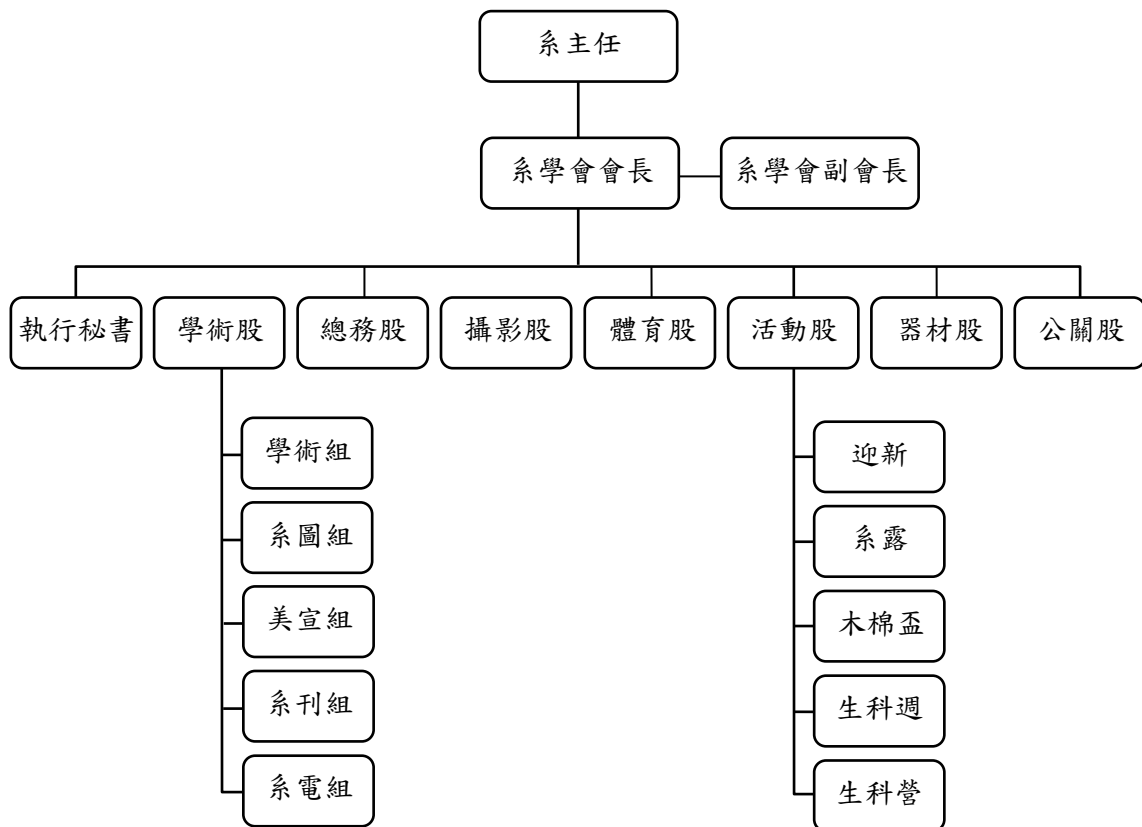 系主任
系學會會長
系學會副會長
執行秘書
學術股
總務股
攝影股
體育股
活動股
器材股
公關股
學術組
系圖組
美宣組
系刊組
系電組
迎新
系露
木棉盃
生科週
生科營